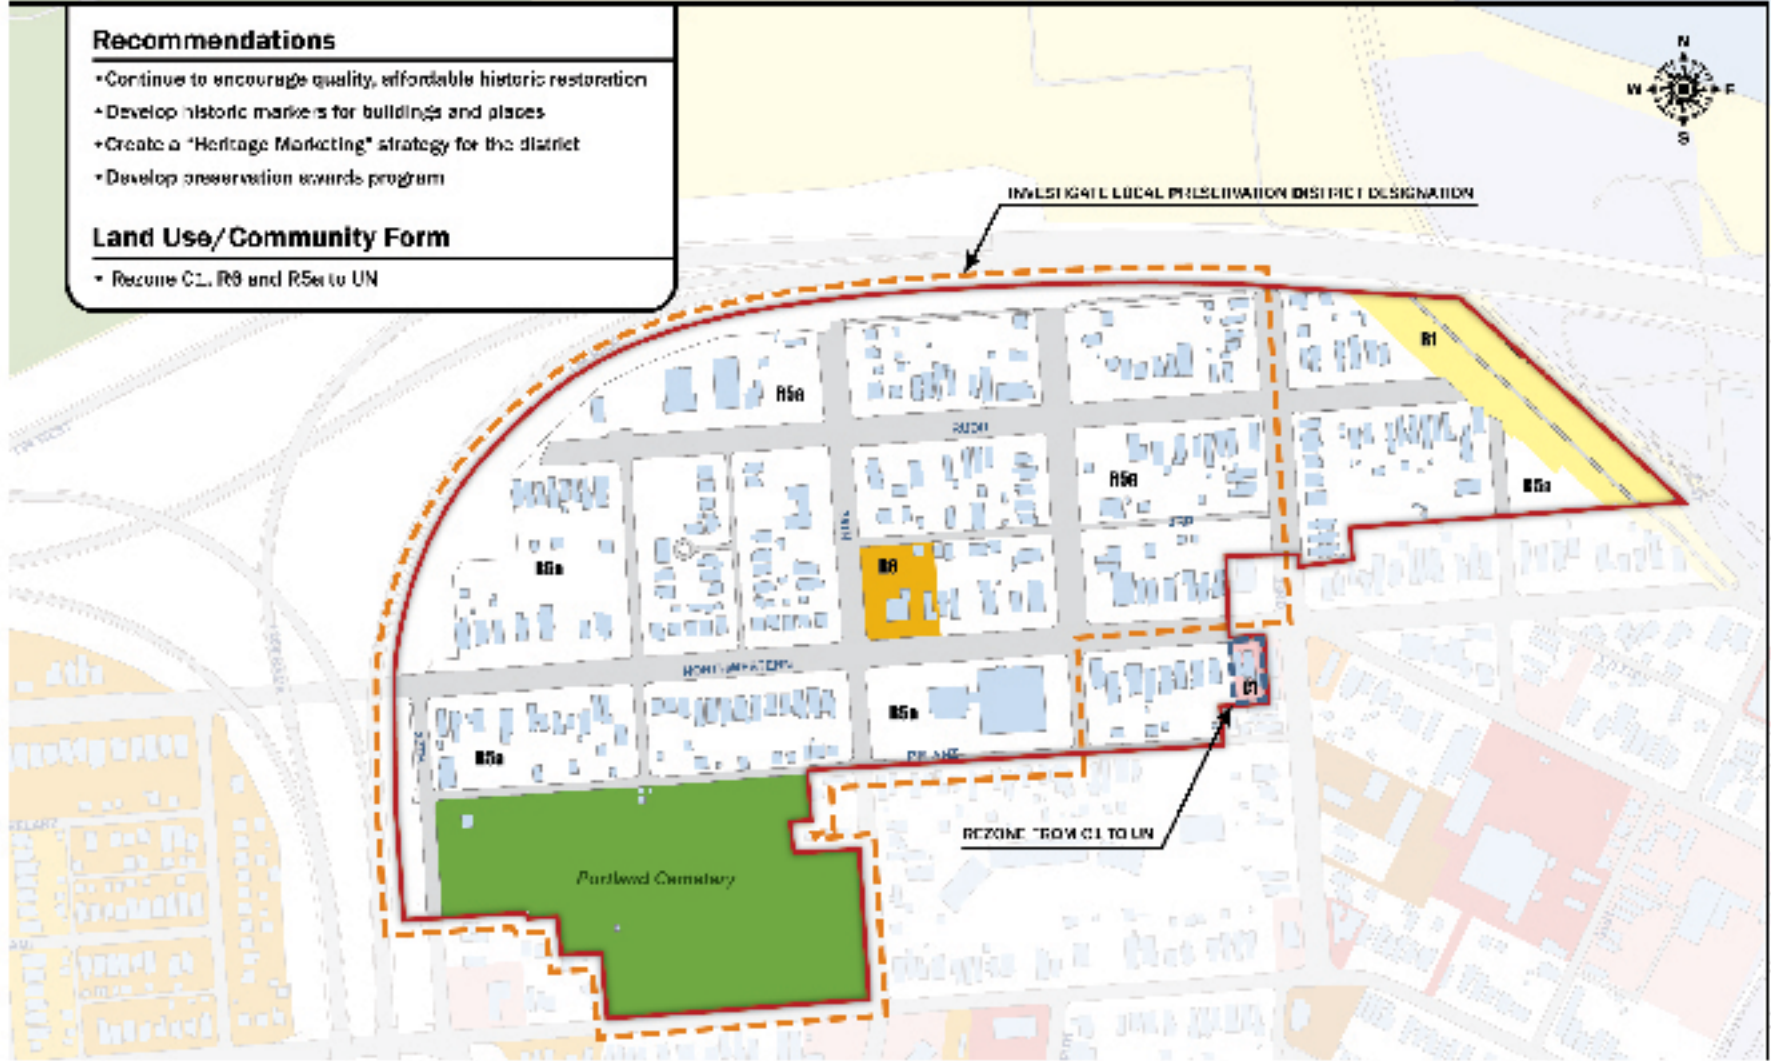 Recommendations
• Continue to encourage quality, affordable historic restoration
• Develop historic markers for buildings and places
• Create a "Heritage Marketing" strategy for the district
• Develop preservation awards program
Land Use/Community Form
• Rezone C1, R6 and R5a to UN
N
W
E
S
INVESTIGATE LOCAL PRESERVATION DISTRICT DESIGNATION
R1
R5a
RUDD
R5a
R5a
R6
R5a
NORTHWESTERN
C1
R5a
R5a
REZONE FROM C1 TO UN
Portland Cemetery